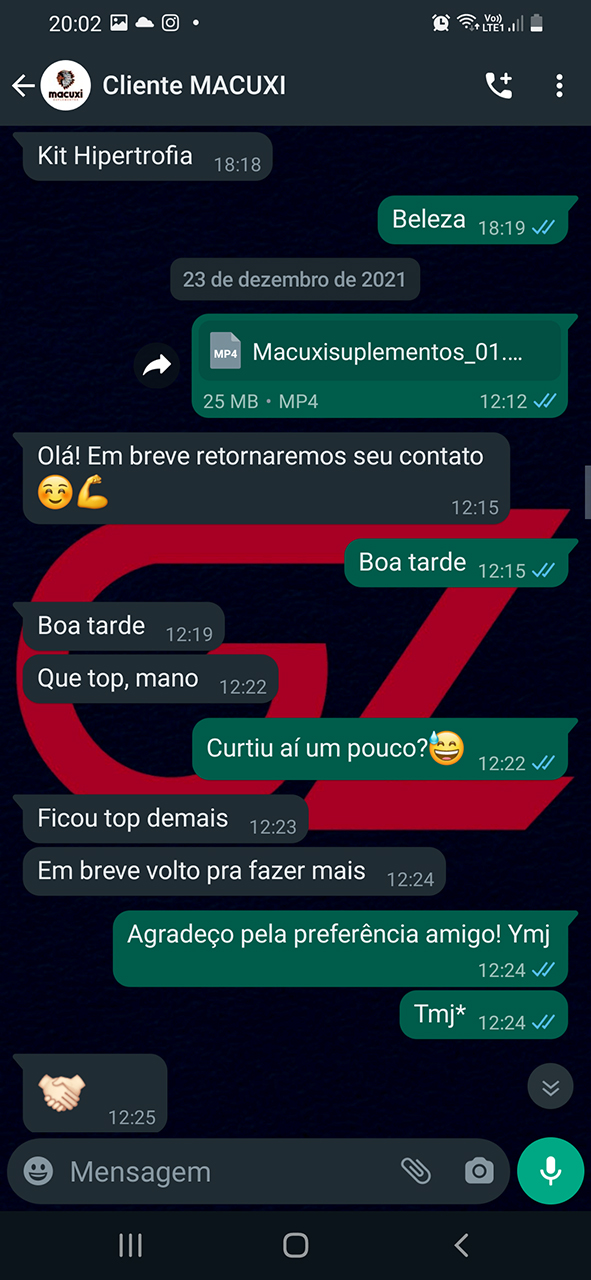 20:02
Vo))
LTE1
macuxi
Cliente MACUXI
Kit Hipertrofia 18:18
Beleza 18:19
23 de dezembro de 2021
MP4 Macuxisuplementos_01....
25 MB • MP4 12:12
Olá! Em breve retornaremos seu contato
☺️💪 12:15
Boa tarde 12:15
Boa tarde 12:19
Que top, mano 12:22
Curtiu aí um pouco?😅 12:22
Ficou top demais 12:23
Em breve volto pra fazer mais 12:24
Agradeço pela preferência amigo! Ymj
12:24
Tmj* 12:24
🤝🏻 12:25
Mensagem